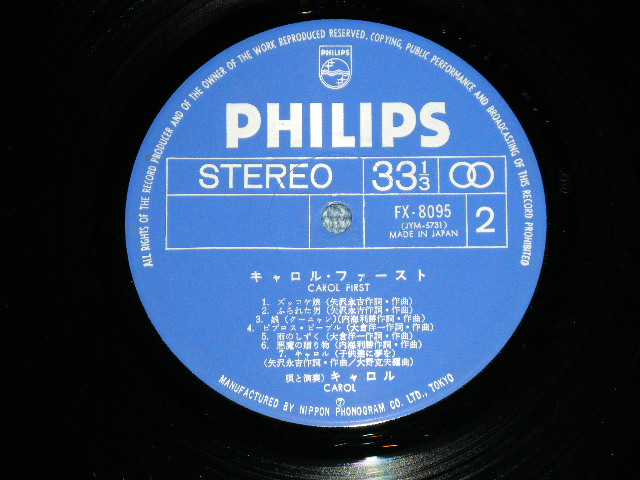 ALL RIGHTS OF THE RECORD PRODUCER AND OF THE OWNER OF THE WORK REPRODUCED RESERVED. COPYING, PUBLIC PERFORMANCE AND BROADCASTING OF THIS RECORD PROHIBITED
PHILIPS
PHILIPS
STEREO 33 1/3
FX-8095
(JYM-5731)
MADE IN JAPAN
2
キャロル・ファースト
CAROL FIRST
1. ズッコケ娘 (矢沢永吉作詞・作曲)
2. ふられた男 (矢沢永吉作詞・作曲)
3. 娘 (クーニャン)(内海利勝作詞・作曲)
4. ビブロス・ピープル (大倉洋一作詞・作曲)
5. 雨のしずく (大倉洋一作詞・作曲)
6. 悪魔の贈り物 (内海利勝作詞・作曲)
7. キャロル (子供達に夢を)
(矢沢永吉作詞・作曲/大野克夫編曲)
唄と演奏) キャロル
CAROL
Ⓟ
MANUFACTURED BY NIPPON PHONOGRAM CO. LTD., TOKYO